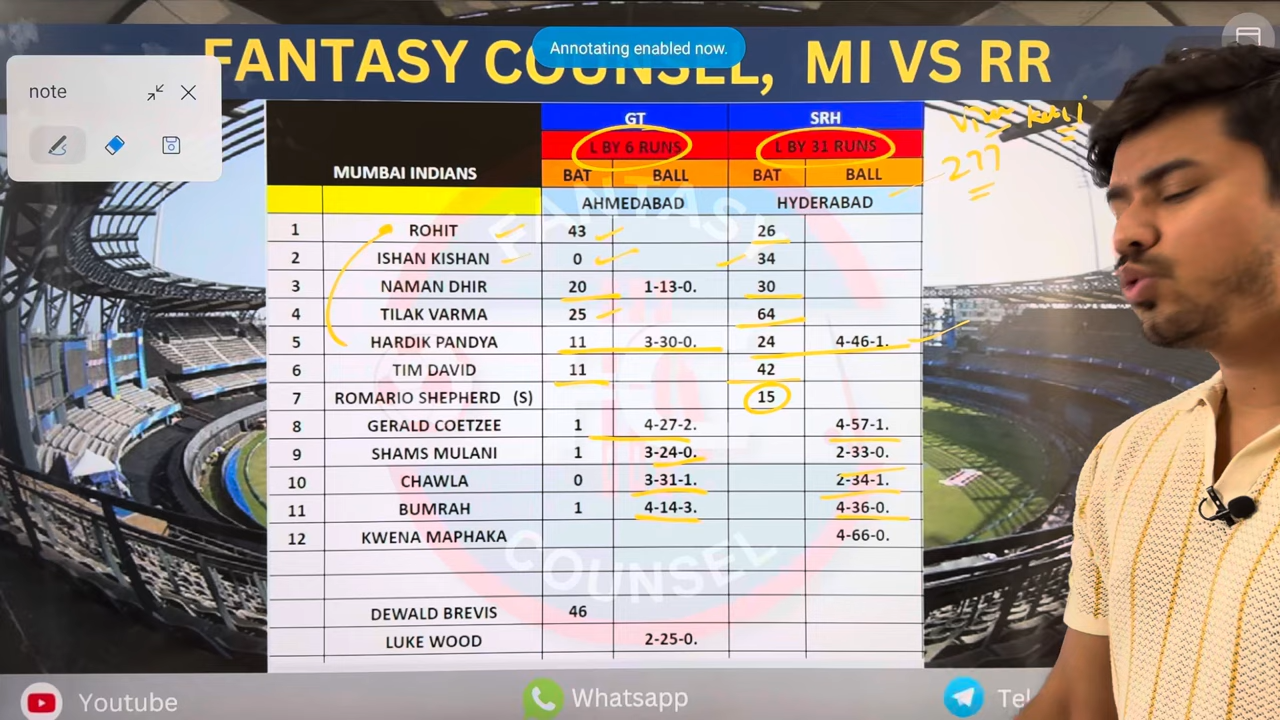 Annotating enabled now.
FANTASY COUNSEL, MI VS RR
note
277
GT SRH
L BY 6 RUNS L BY 31 RUNS
MUMBAI INDIANS BAT BALL BAT BALL
AHMEDABAD HYDERABAD
1 ROHIT 43 26
2 ISHAN KISHAN 0 34
3 NAMAN DHIR 20 1-13-0. 30
4 TILAK VARMA 25 64
5 HARDIK PANDYA 11 3-30-0. 24 4-46-1.
6 TIM DAVID 11 42
7 ROMARIO SHEPHERD (S) 15
8 GERALD COETZEE 1 4-27-2. 4-57-1.
9 SHAMS MULANI 1 3-24-0. 2-33-0.
10 CHAWLA 0 3-31-1. 2-34-1.
11 BUMRAH 1 4-14-3. 4-36-0.
12 KWENA MAPHAKA 4-66-0.
DEWALD BREVIS 46
LUKE WOOD 2-25-0.
FANTASY
COUNSEL
Youtube Whatsapp Tel